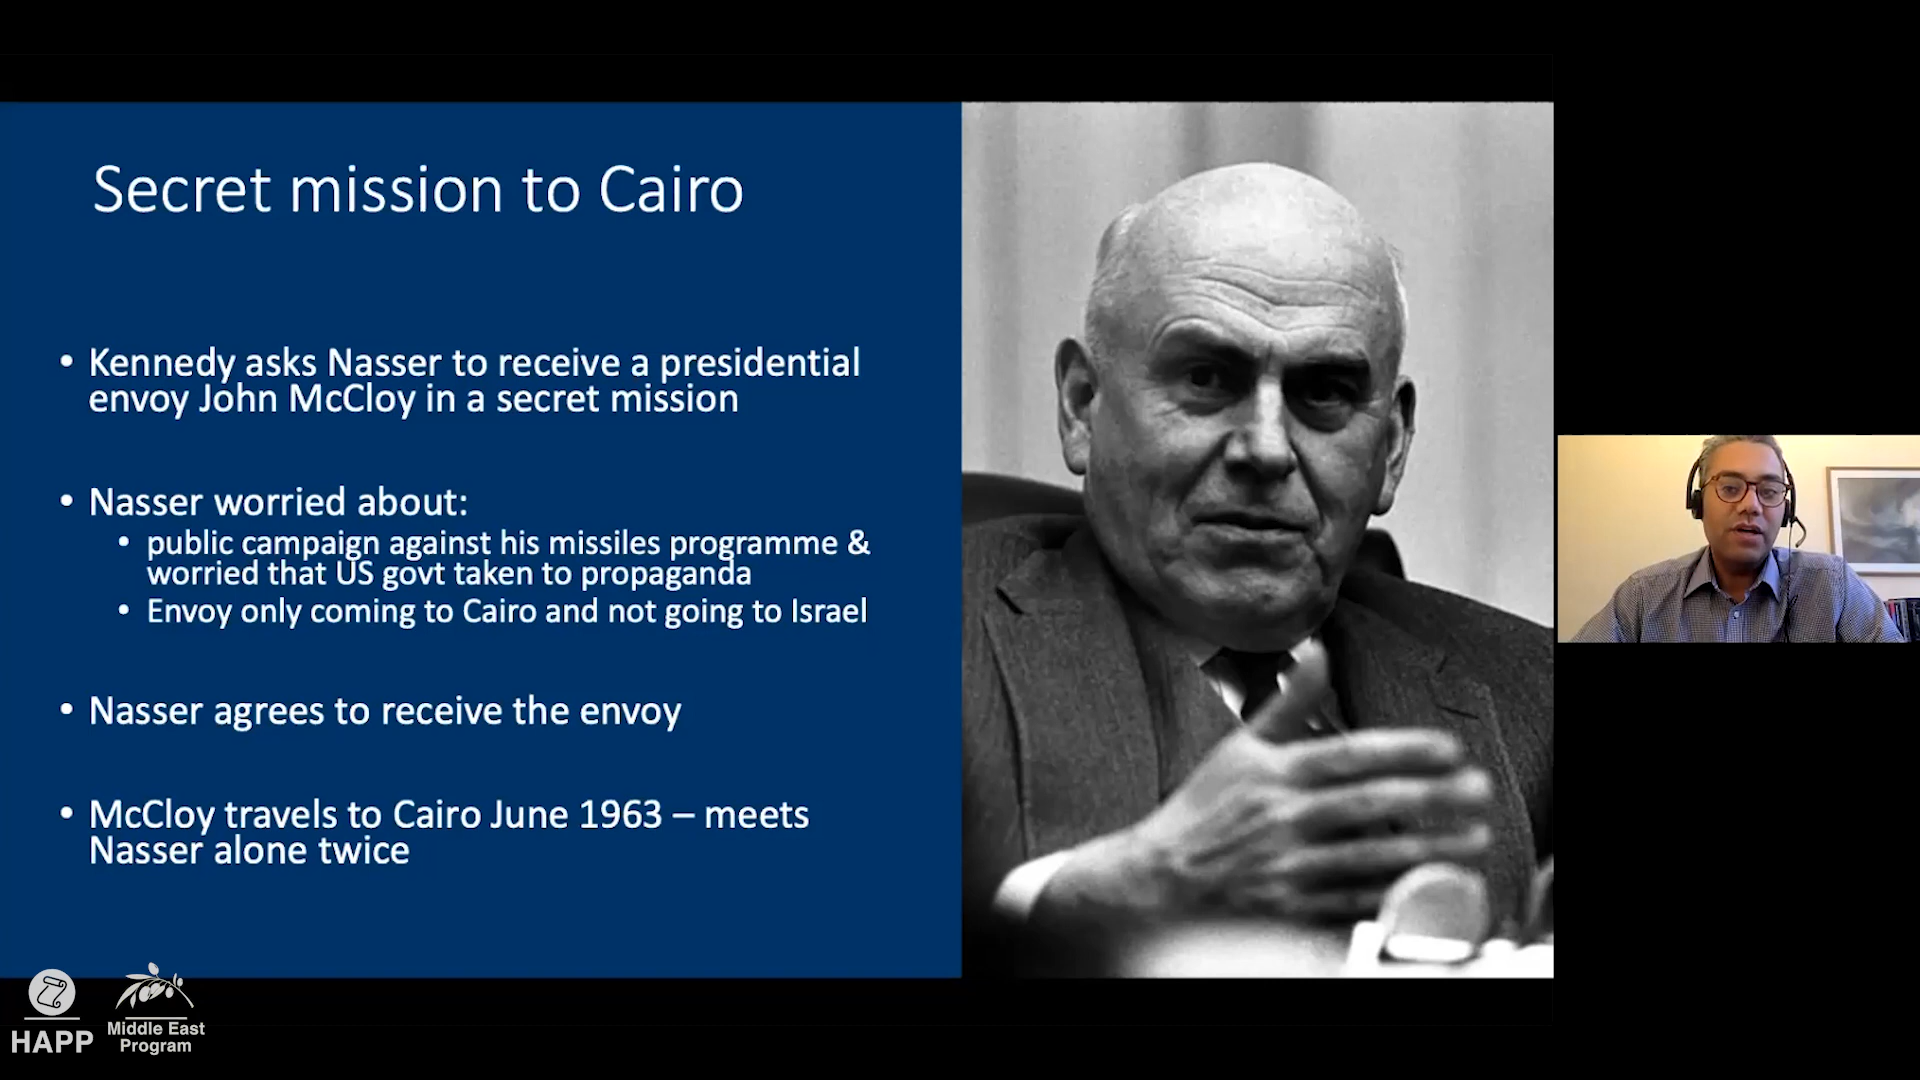 Secret mission to Cairo
• Kennedy asks Nasser to receive a presidential
envoy John McCloy in a secret mission
• Nasser worried about:
• public campaign against his missiles programme &
worried that US govt taken to propaganda
• Envoy only coming to Cairo and not going to Israel
• Nasser agrees to receive the envoy
• McCloy travels to Cairo June 1963 – meets
Nasser alone twice
HAPP
Middle East
Program